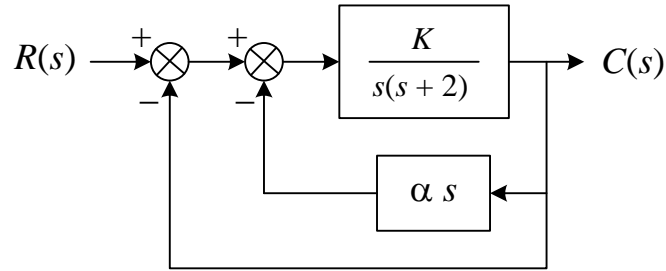 R(s) + − + − K C(s)
s(s + 2)
α s